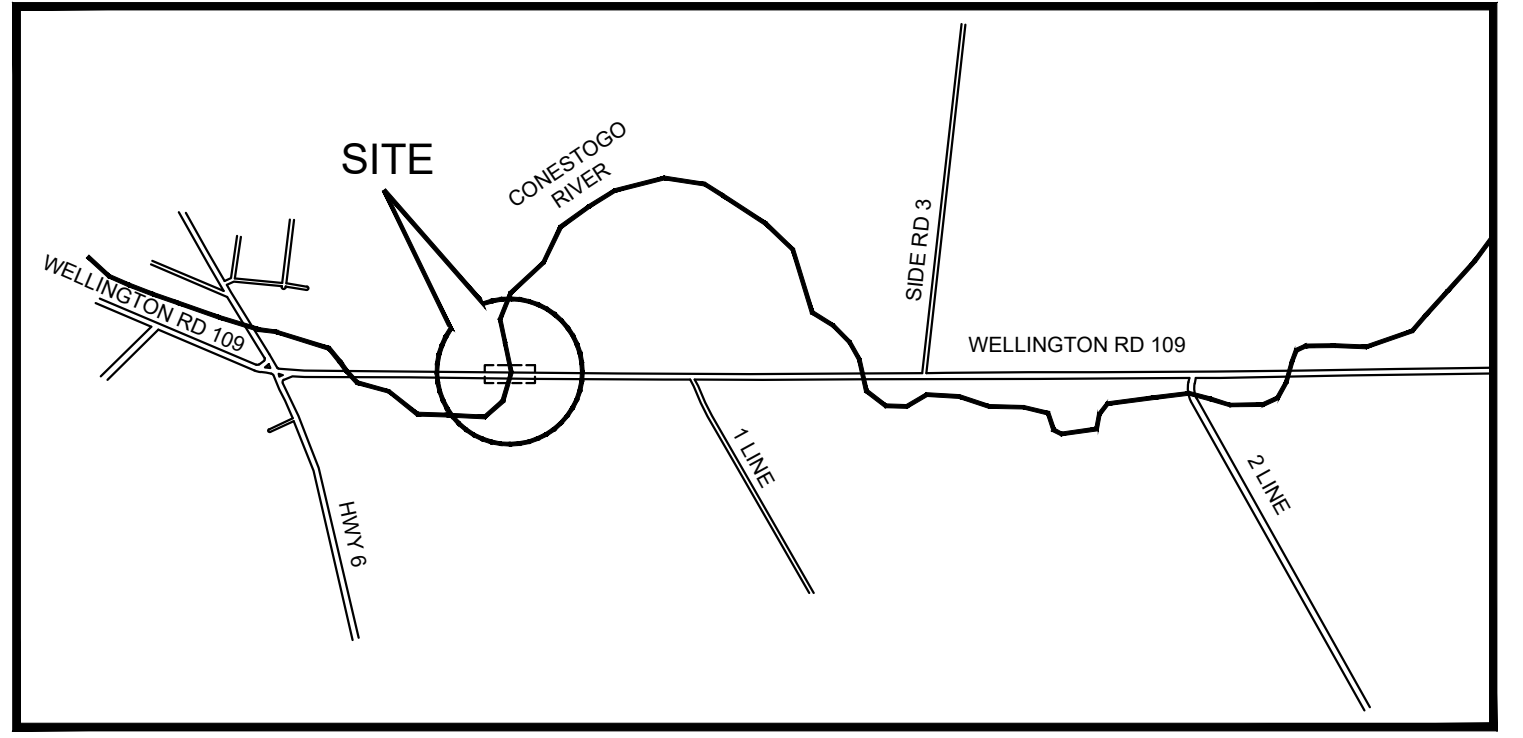 SITE
CONESTOGO
RIVER
WELLINGTON RD 109
SIDE RD 3
WELLINGTON RD 109
1 LINE
2 LINE
HWY 6